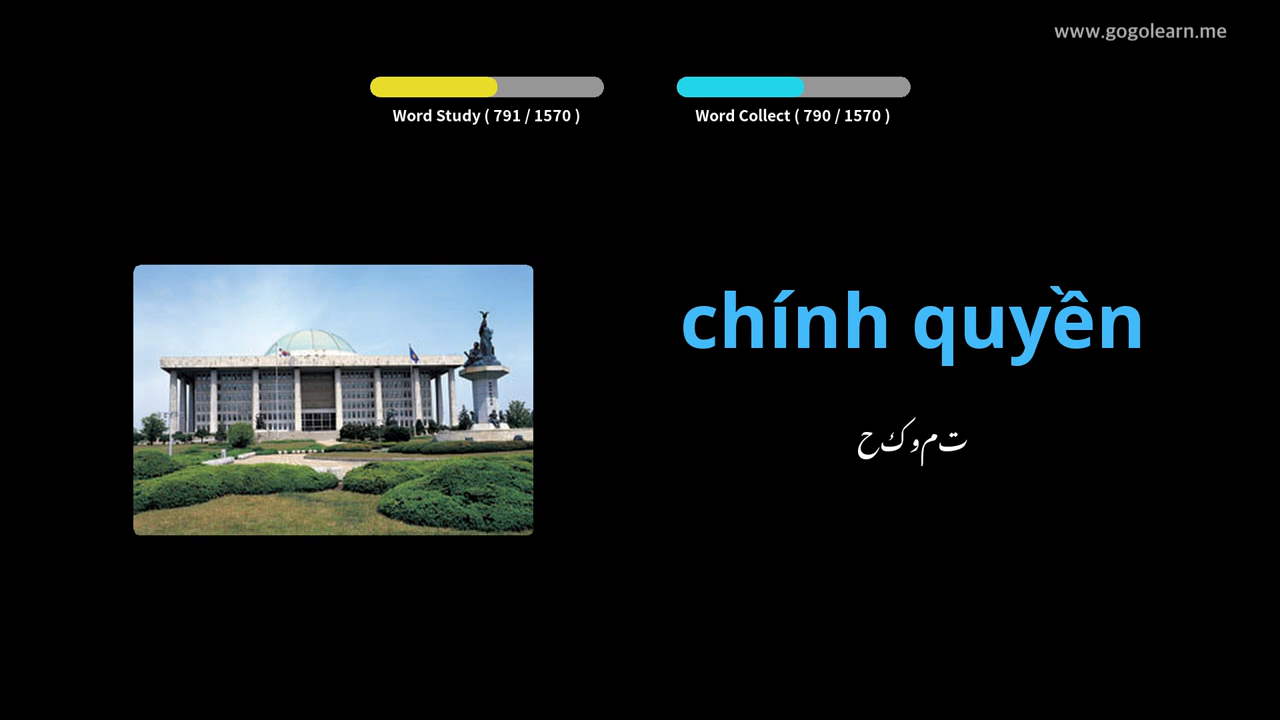 www.gogolearn.me
Word Study ( 791 / 1570 )
Word Collect ( 790 / 1570 )
chính quyền
حکومت